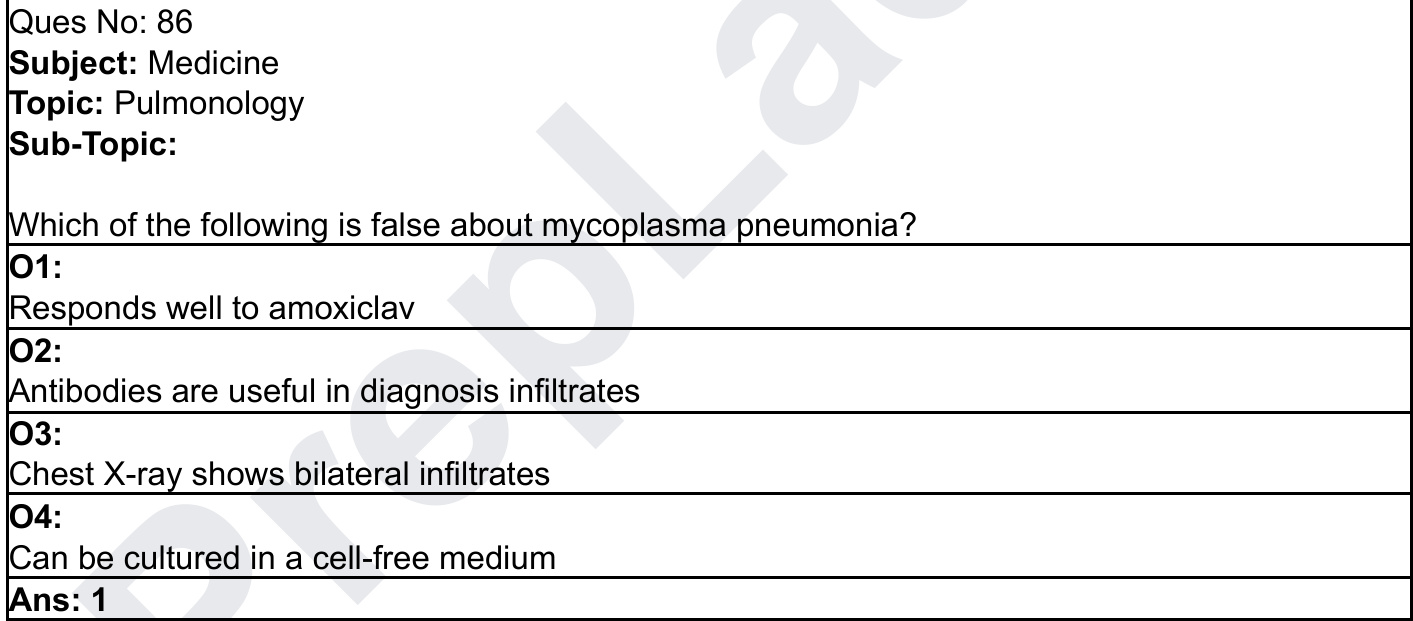 Ques No: 86
Subject: Medicine
Topic: Pulmonology
Sub-Topic:
Which of the following is false about mycoplasma pneumonia?
O1:
Responds well to amoxiclav
O2:
Antibodies are useful in diagnosis infiltrates
O3:
Chest X-ray shows bilateral infiltrates
O4:
Can be cultured in a cell-free medium
Ans: 1